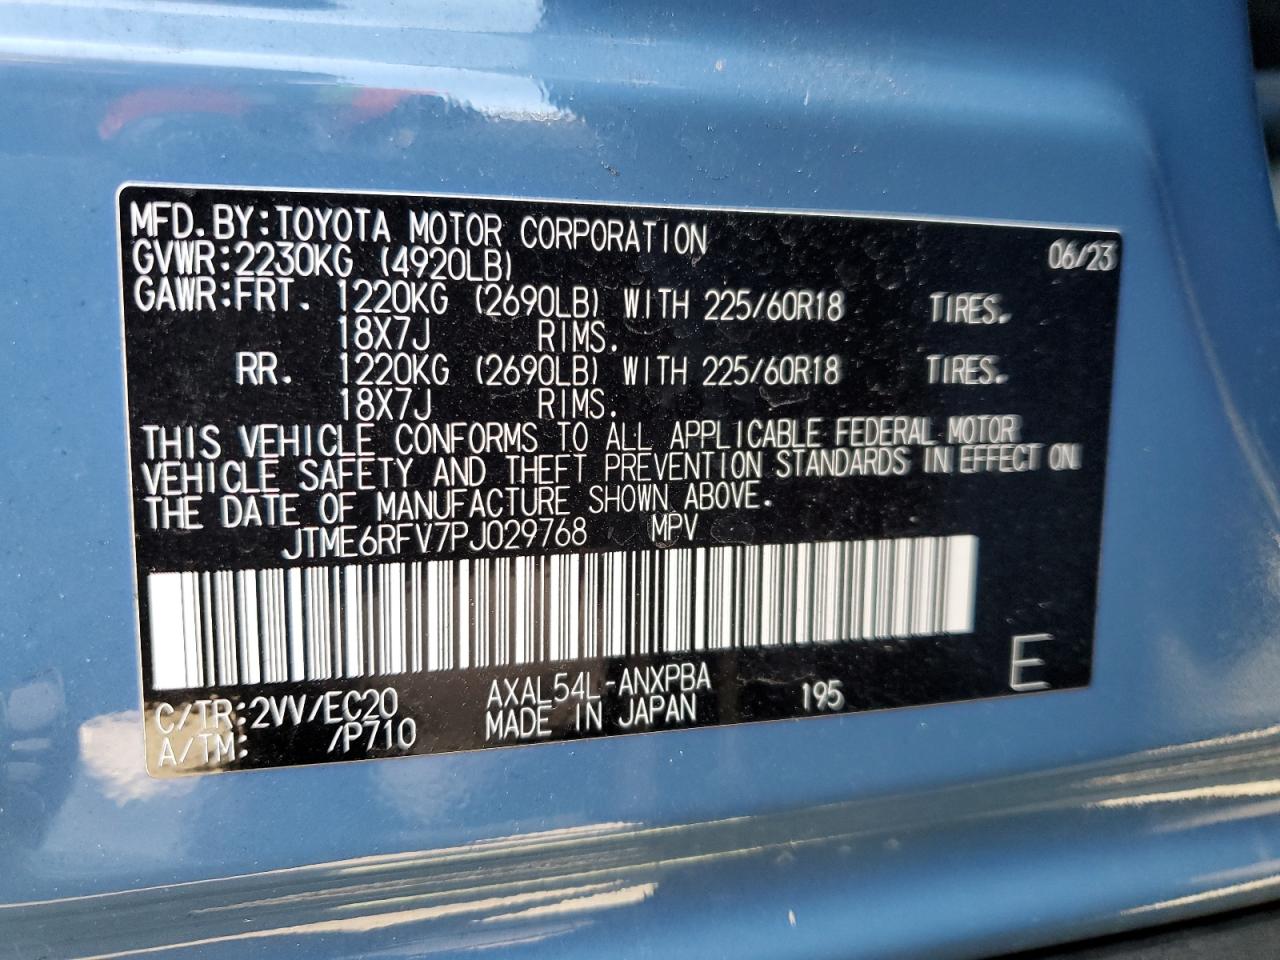 MFD.BY:TOYOTA MOTOR CORPORATION 06/23
GVWR:2230KG (4920LB)
GAWR:FRT. 1220KG (2690LB) WITH 225/60R18 TIRES.
18X7J RIMS.
RR. 1220KG (2690LB) WITH 225/60R18 TIRES.
18X7J RIMS.
THIS VEHICLE CONFORMS TO ALL APPLICABLE FEDERAL MOTOR
VEHICLE SAFETY AND THEFT PREVENTION STANDARDS IN EFFECT ON
THE DATE OF MANUFACTURE SHOWN ABOVE.
JTME6RFV7PJ029768 MPV
C/TR:2VV/EC20 AXAL54L-ANXPBA 195 E
A/TM: /P710 MADE IN JAPAN